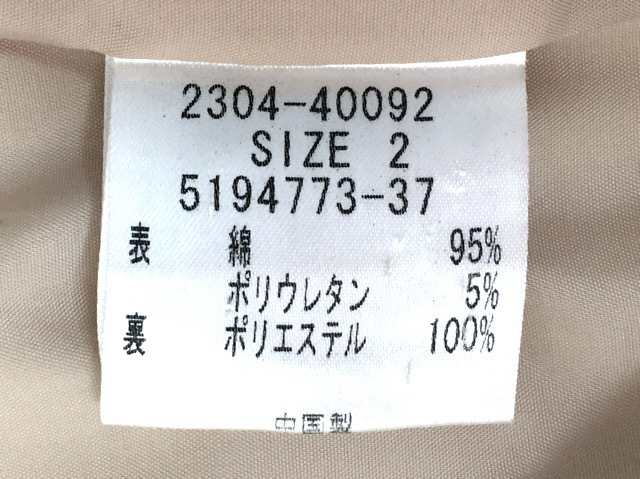 2304-40092
SIZE 2
5194773-37
表 綿 95%
ポリウレタン 5%
裏 ポリエステル 100%
中国製